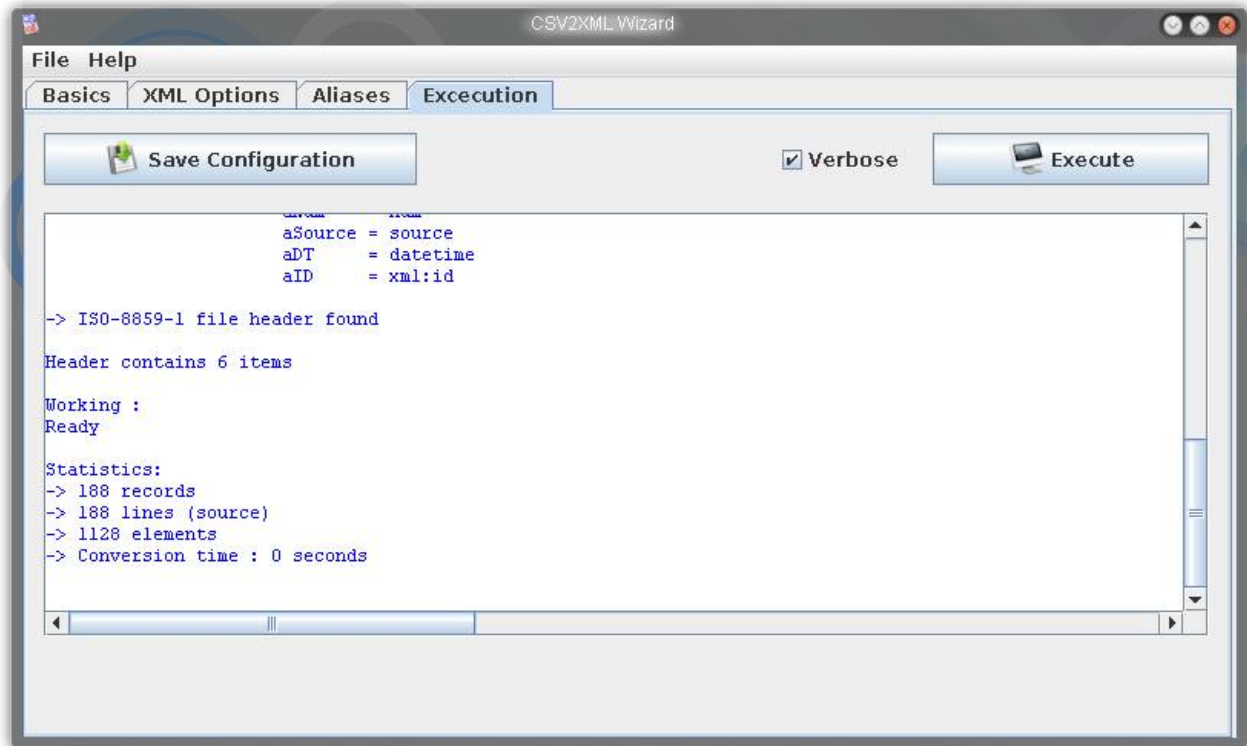 CSV2XML Wizard
File Help
Basics XML Options Aliases Excecution
Save Configuration Verbose Execute
aSource = source
aDT = datetime
aID = xml:id
-> ISO-8859-1 file header found
Header contains 6 items
Working :
Ready
Statistics:
-> 188 records
-> 188 lines (source)
-> 1128 elements
-> Conversion time : 0 seconds